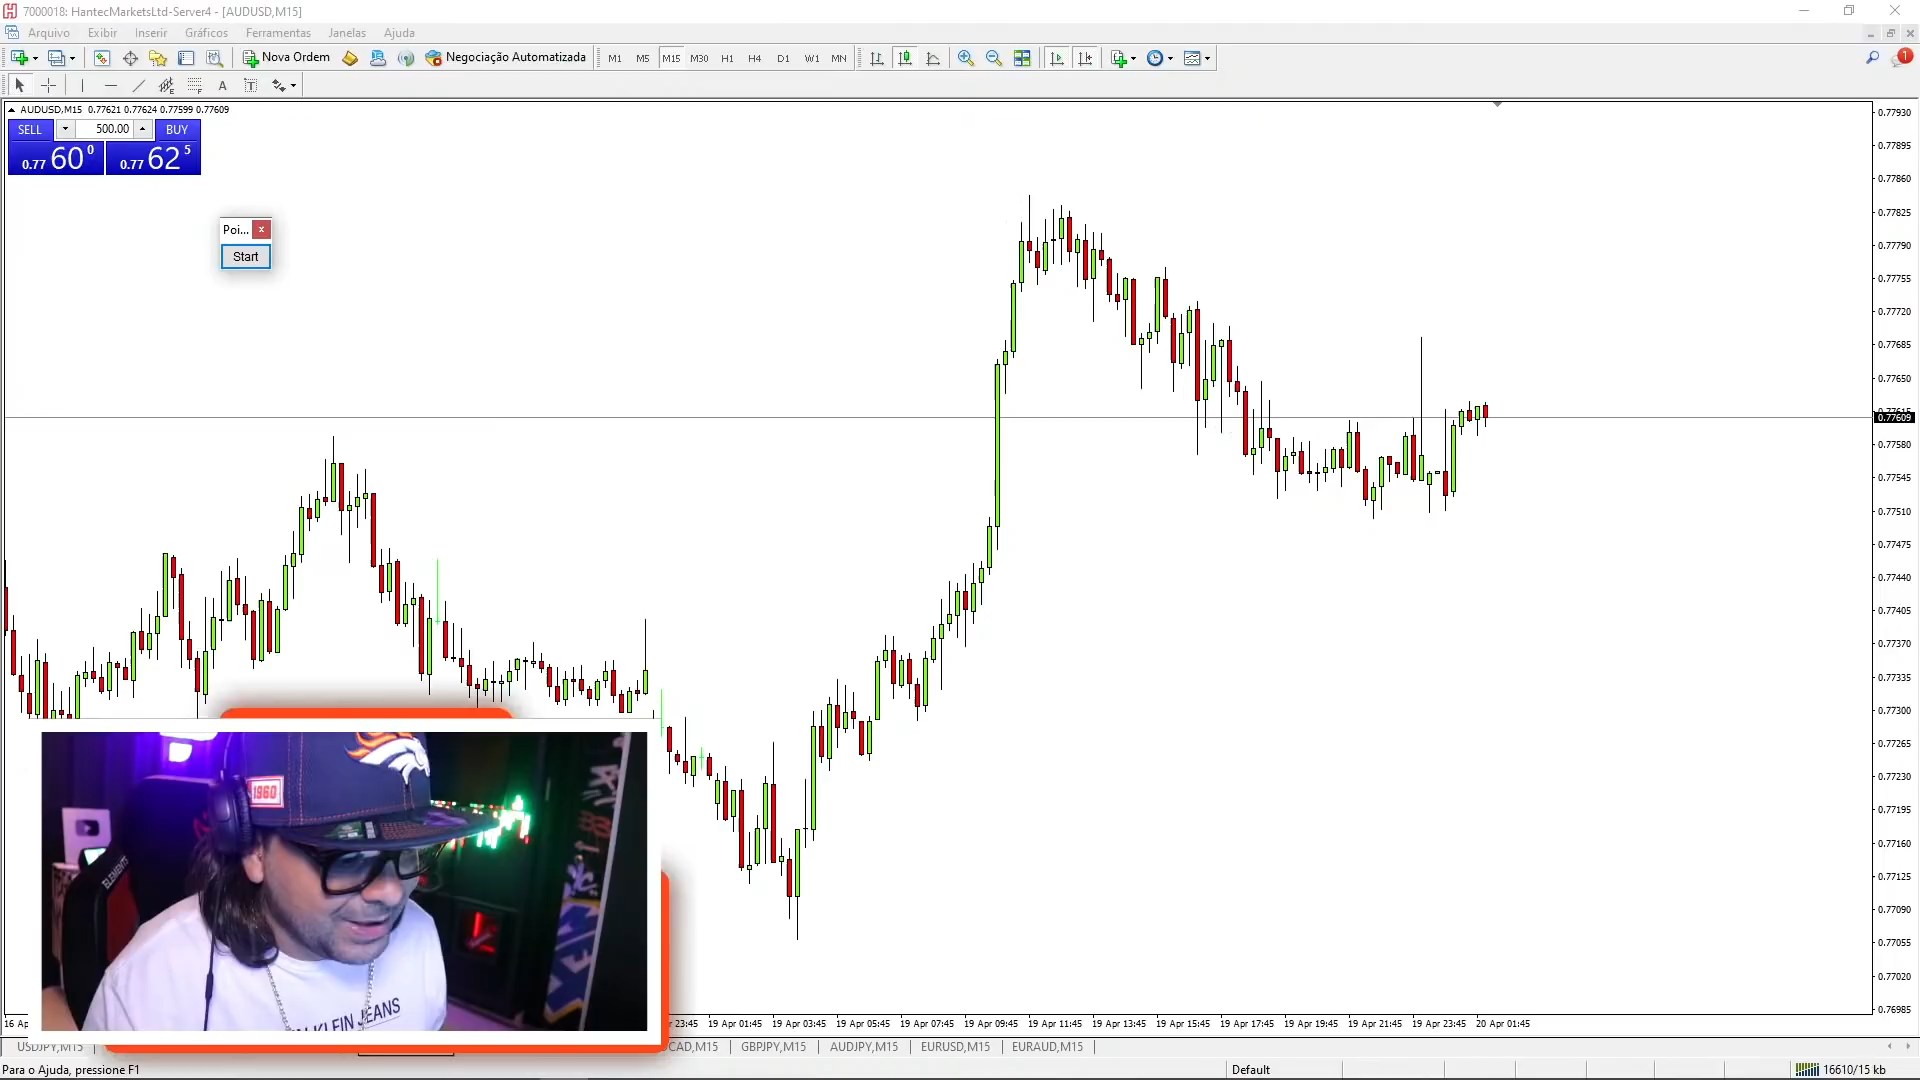 7000018: HantecMarketsLtd-Server4 - [AUDUSD,M15]
Arquivo Exibir Inserir Gráficos Ferramentas Janelas Ajuda
Nova Ordem Negociação Automatizada M1 M5 M15 M30 H1 H4 D1 W1 MN 1
A T
AUDUSD,M15 0.77621 0.77624 0.77599 0.77609
SELL 500.00 BUY
0.77 60 0 0.77 62 5
Poi... x
Start
0.77930
0.77895
0.77860
0.77825
0.77790
0.77755
0.77720
0.77685
0.77650
0.77609
0.77580
0.77545
0.77510
0.77475
0.77440
0.77405
0.77370
0.77335
0.77300
0.77265
0.77230
0.77195
0.77160
0.77125
0.77090
0.77055
0.77020
0.76985
1960
ELEMENTS
KLEIN JEANS
16 Ap 23:45 19 Apr 01:45 19 Apr 03:45 19 Apr 05:45 19 Apr 07:45 19 Apr 09:45 19 Apr 11:45 19 Apr 13:45 19 Apr 15:45 19 Apr 17:45 19 Apr 19:45 19 Apr 21:45 19 Apr 23:45 20 Apr 01:45
USDJPY,M15 CAD,M15 GBPJPY,M15 AUDJPY,M15 EURUSD,M15 EURAUD,M15
Para o Ajuda, pressione F1 Default 16610/15 kb